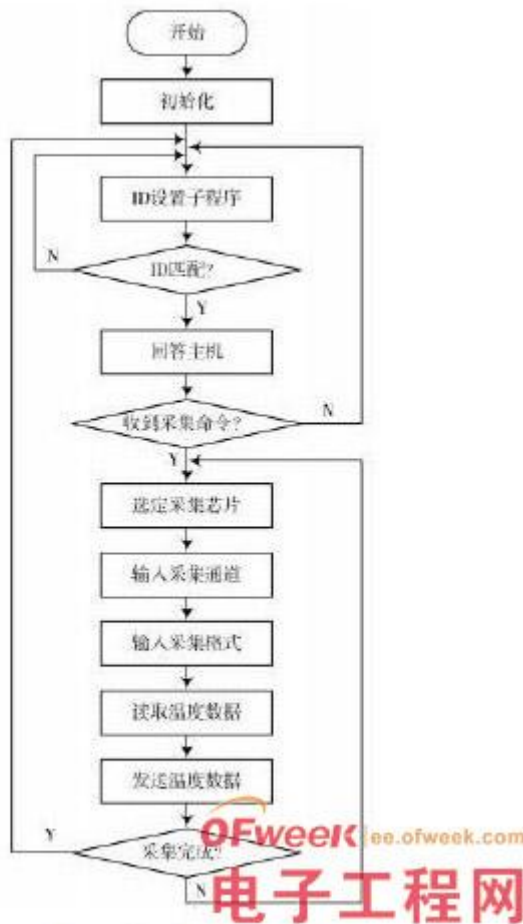 开始
初始化
ID设置子程序
N
ID匹配?
Y
回答主机
N
收到采集命令?
Y
选定采集芯片
输入采集通道
输入采集格式
读取温度数据
发送温度数据
Y
采集完成?
N
OFweek ee.ofweek.com
电子工程网